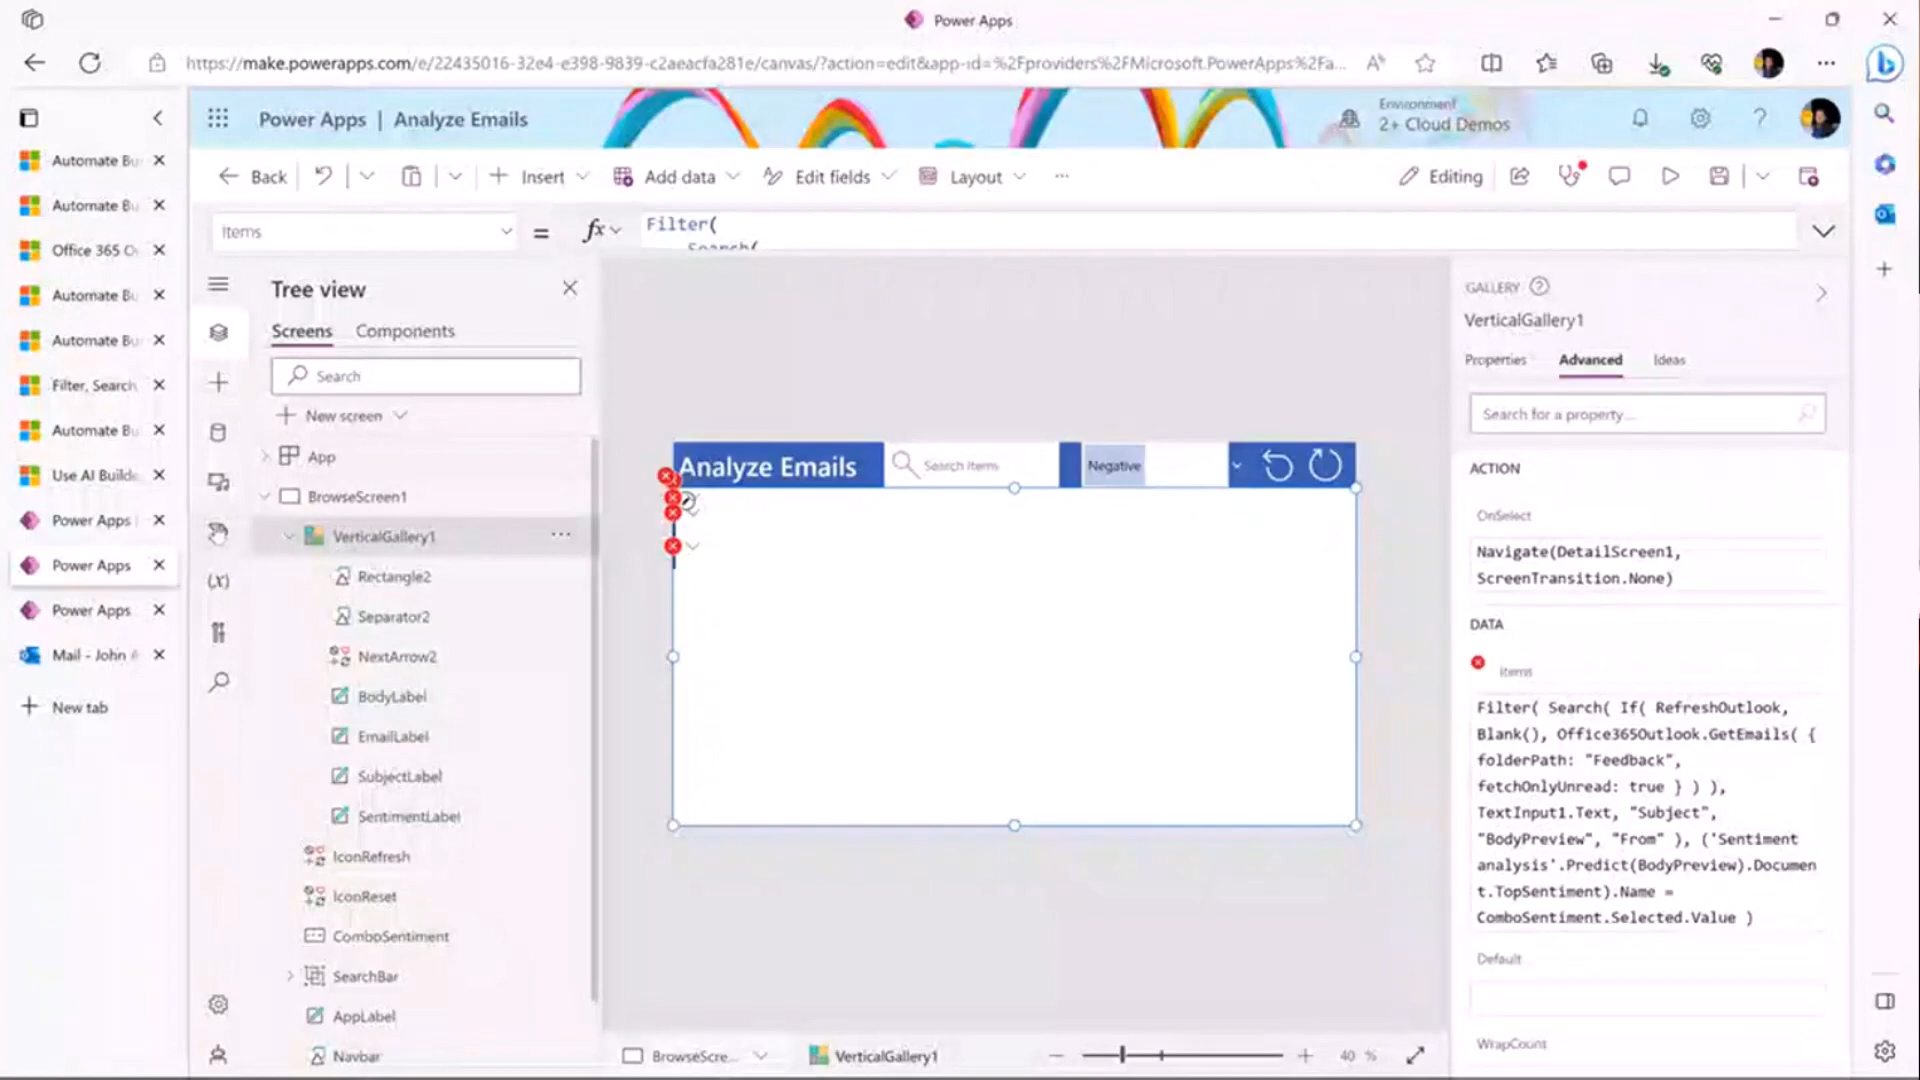 Power Apps
https://make.powerapps.com/e/22435016-32e4-e398-9839-c2aeacfa281e/canvas/?action=edit&app-id=%2Fproviders%2FMicrosoft.PowerApps%2Fa...
Automate Bu
Automate Bu
Office 365 O
Automate Bu
Automate Bu
Filter, Search
Automate Bu
Use AI Builde
Power Apps
Power Apps
Power Apps
Mail - John A
New tab
Power Apps | Analyze Emails
Environment
2+ Cloud Demos
Back
Insert
Add data
Edit fields
Layout
Editing
Items
=
fx
Filter(
Search(
Tree view
Screens
Components
Search
New screen
App
BrowseScreen1
VerticalGallery1
Rectangle2
Separator2
NextArrow2
BodyLabel
EmailLabel
SubjectLabel
SentimentLabel
IconRefresh
IconReset
ComboSentiment
SearchBar
AppLabel
Navbar
Analyze Emails
Search items
Negative
BrowseScre...
VerticalGallery1
40 %
GALLERY
VerticalGallery1
Properties
Advanced
Ideas
Search for a property...
ACTION
OnSelect
Navigate(DetailScreen1,
ScreenTransition.None)
DATA
Items
Filter( Search( If( RefreshOutlook,
Blank(), Office365Outlook.GetEmails( {
folderPath: "Feedback",
fetchOnlyUnread: true } ) ),
TextInput1.Text, "Subject",
"BodyPreview", "From" ), ('Sentiment
analysis'.Predict(BodyPreview).Documen
t.TopSentiment).Name =
ComboSentiment.Selected.Value )
Default
WrapCount